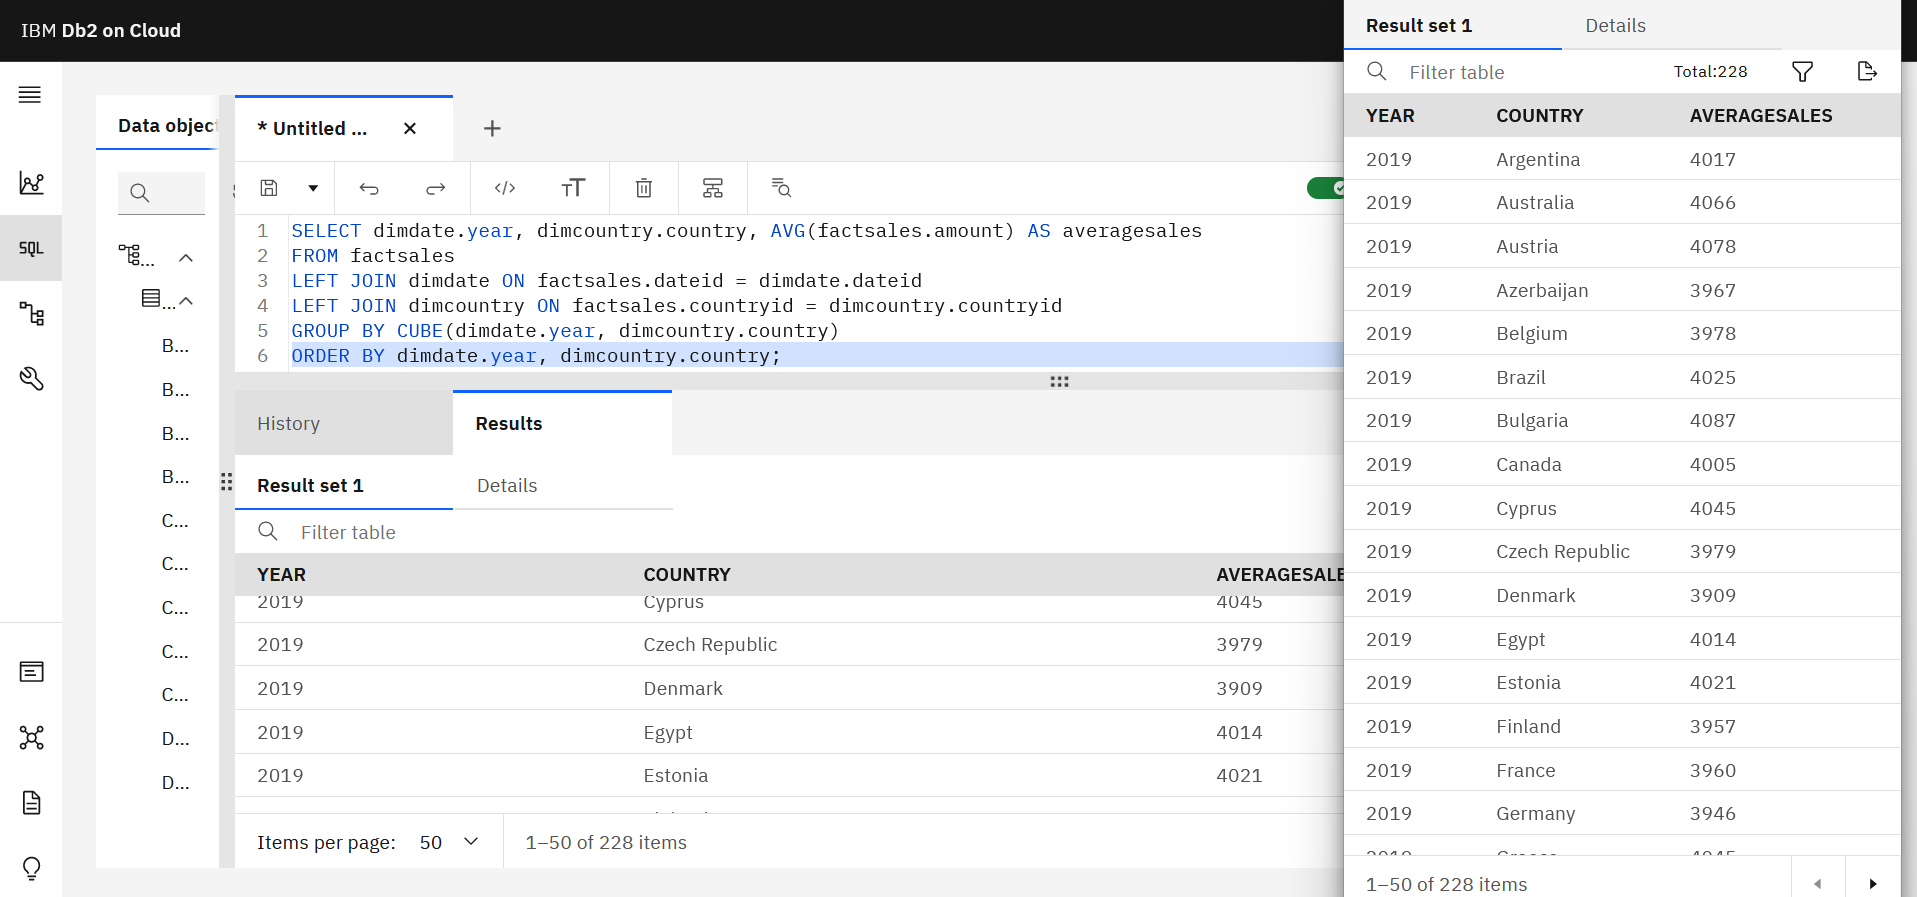 IBM Db2 on Cloud
Data object
* Untitled ...
SQL
1 SELECT dimdate.year, dimcountry.country, AVG(factsales.amount) AS averagesales
2 FROM factsales
3 LEFT JOIN dimdate ON factsales.dateid = dimdate.dateid
4 LEFT JOIN dimcountry ON factsales.countryid = dimcountry.countryid
5 GROUP BY CUBE(dimdate.year, dimcountry.country)
6 ORDER BY dimdate.year, dimcountry.country;
...
...
B...
B...
B...
B...
C...
C...
C...
C...
C...
D...
D...
History Results
Result set 1 Details
Filter table
YEAR COUNTRY AVERAGESALE
2019 Cyprus 4045
2019 Czech Republic 3979
2019 Denmark 3909
2019 Egypt 4014
2019 Estonia 4021
Items per page: 50 1–50 of 228 items
Result set 1 Details
Filter table Total:228
YEAR COUNTRY AVERAGESALES
2019 Argentina 4017
2019 Australia 4066
2019 Austria 4078
2019 Azerbaijan 3967
2019 Belgium 3978
2019 Brazil 4025
2019 Bulgaria 4087
2019 Canada 4005
2019 Cyprus 4045
2019 Czech Republic 3979
2019 Denmark 3909
2019 Egypt 4014
2019 Estonia 4021
2019 Finland 3957
2019 France 3960
2019 Germany 3946
1–50 of 228 items